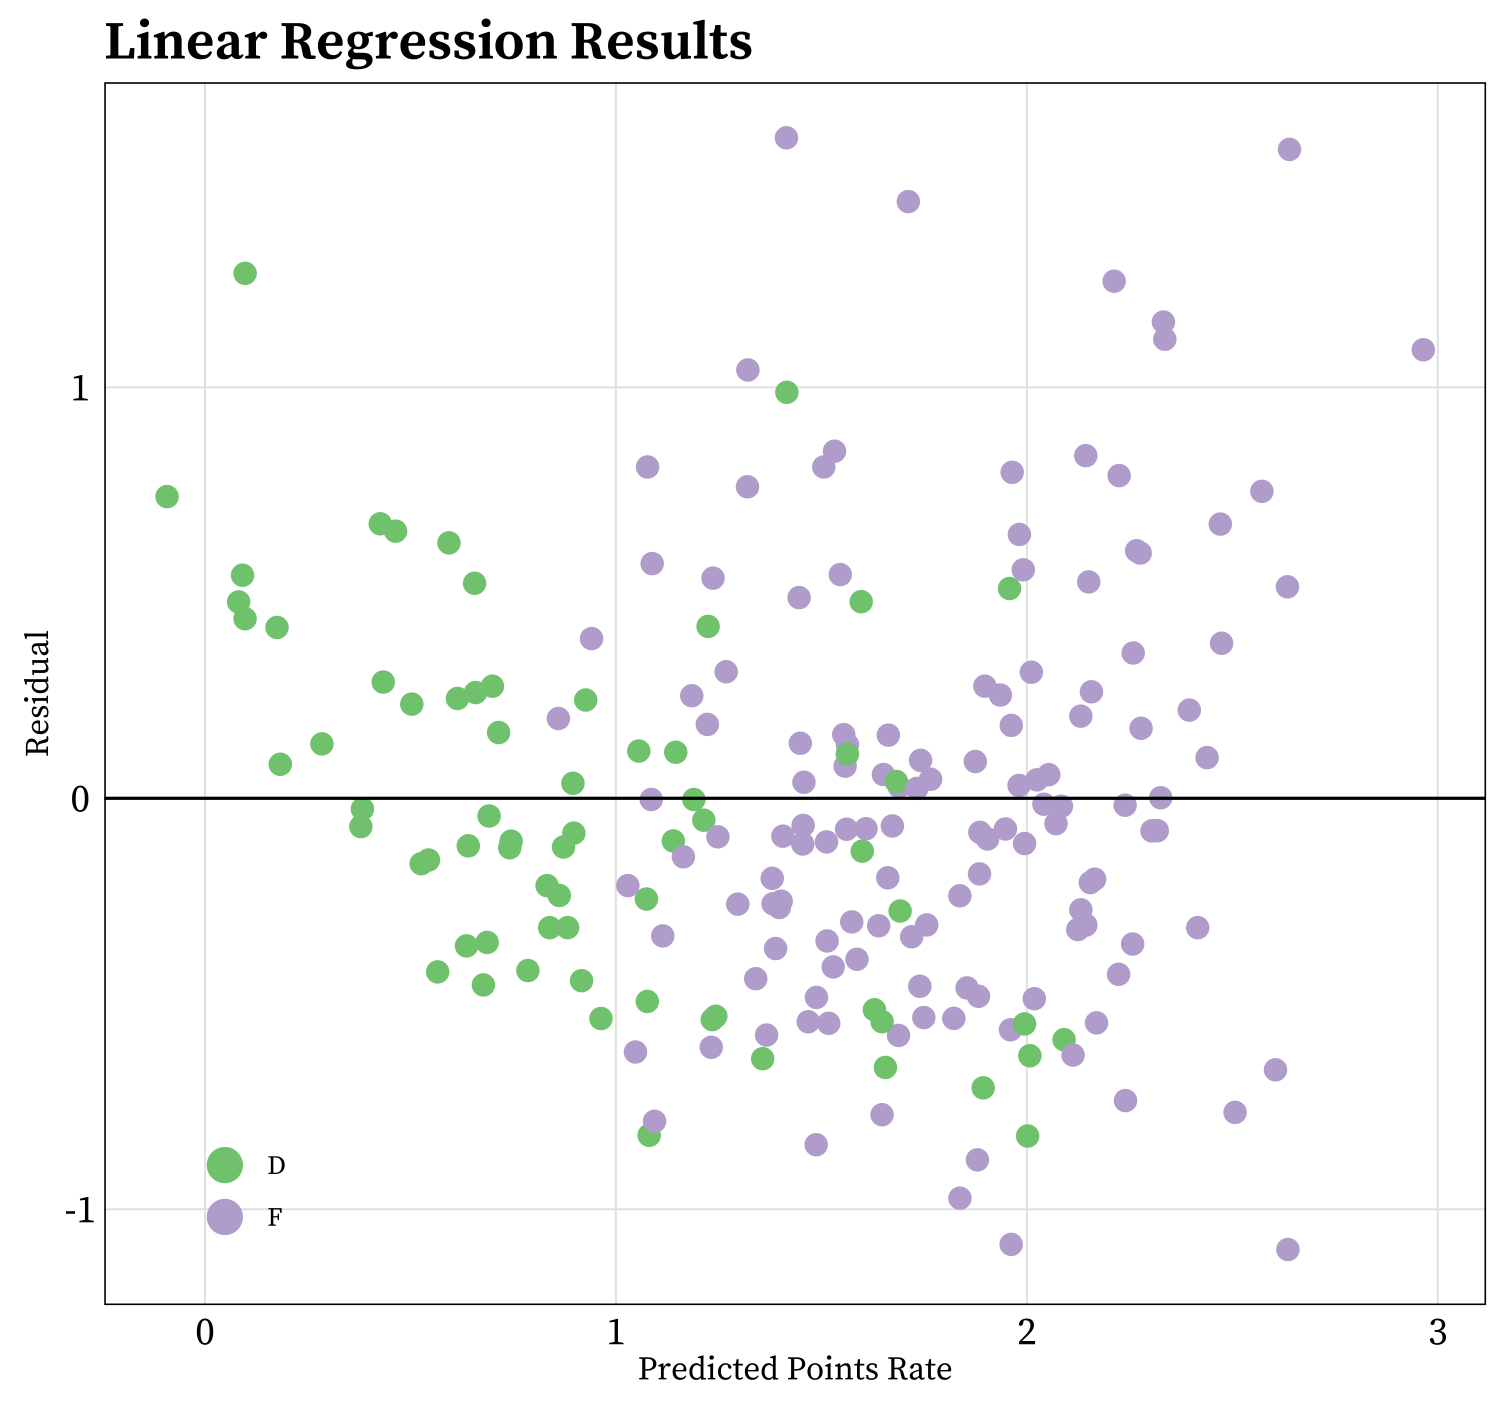 Linear Regression Results
Residual
1
0
-1
D
F
0 1 2 3
Predicted Points Rate